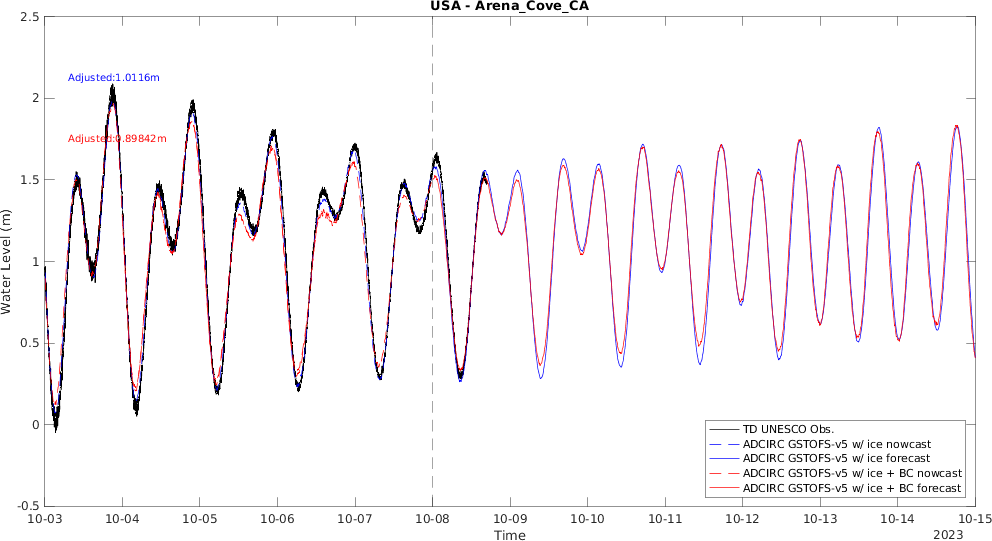 USA - Arena_Cove_CA
2.5
2
1.5
1
0.5
0
-0.5
Water Level (m)
Adjusted:1.0116m
Adjusted:0.89842m
TD UNESCO Obs.
ADCIRC GSTOFS-v5 w/ ice nowcast
ADCIRC GSTOFS-v5 w/ ice forecast
ADCIRC GSTOFS-v5 w/ ice + BC nowcast
ADCIRC GSTOFS-v5 w/ ice + BC forecast
10-03 10-04 10-05 10-06 10-07 10-08 10-09 10-10 10-11 10-12 10-13 10-14 10-15
Time
2023